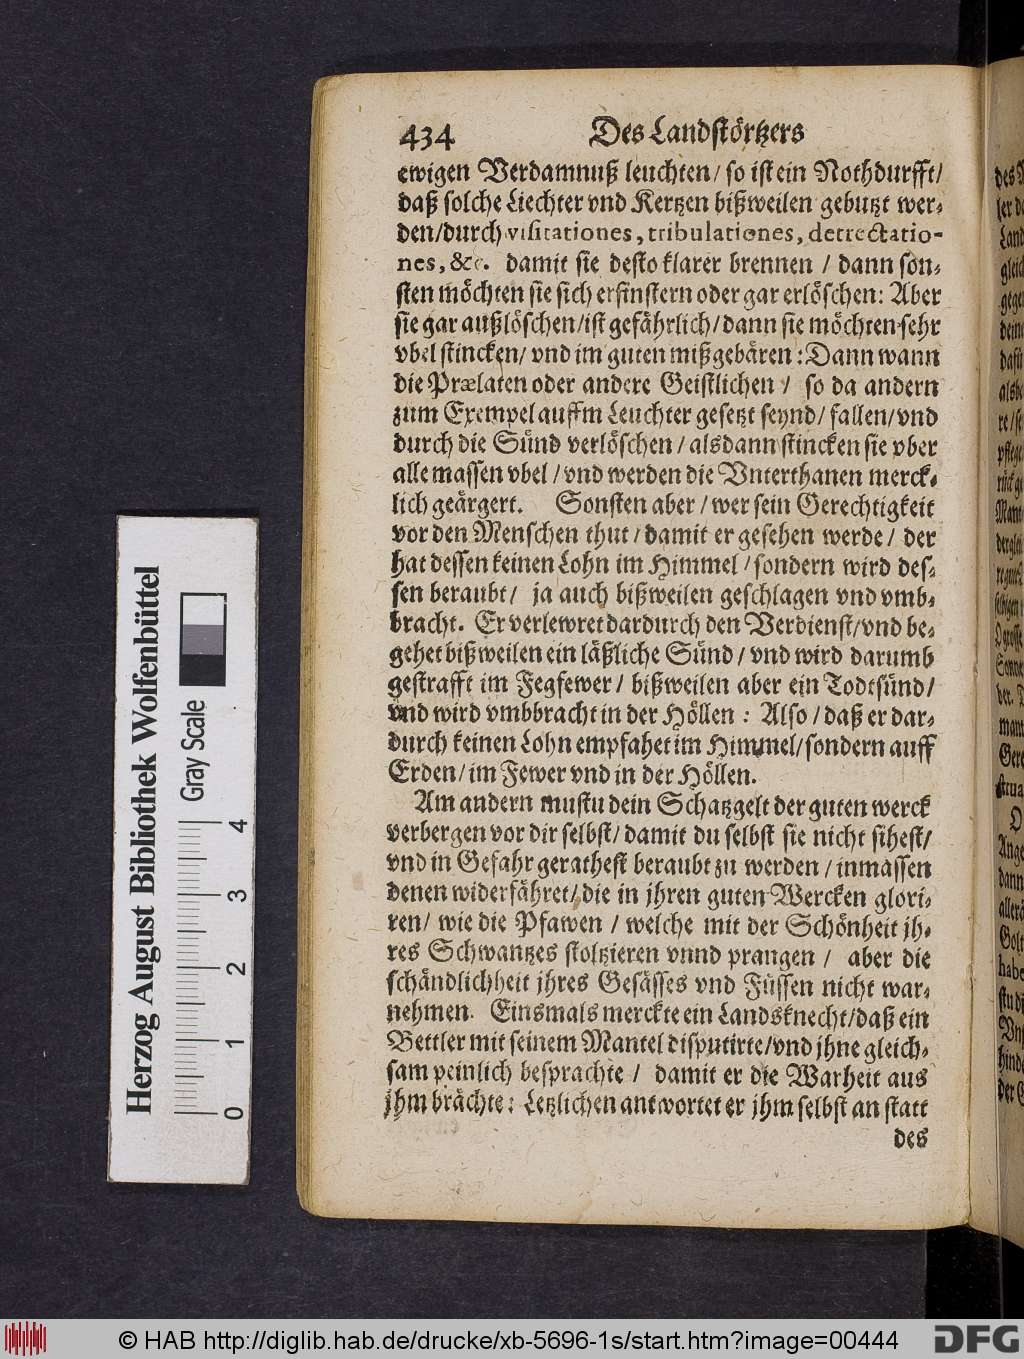 434 Des Landstörtzers
ewigen Verdamnuß leuchten/ so ist ein Nothdurfft/
daß solche Liechter vnd Kertzen bißweilen gebutzt wer-
den/durch visitationes, tribulationes, detrectatio-
nes, &c. damit sie desto klarer brennen / dann son-
sten möchten sie sich erfinstern oder gar erlöschen: Aber
sie gar außlöschen/ist gefährlich/dann sie möchten sehr
vbel stincken/ vnd im guten mißgebären: Dann wann
die Prælaten oder andere Geistlichen / so da andern
zum Exempel auffm Leuchter gesetzt seynd/ fallen/vnd
durch die Sünd verlöschen / alsdann stincken sie vber
alle massen vbel / vnd werden die Vnterthanen merck-
lich geärgert. Sonsten aber / wer sein Gerechtigkeit
vor den Menschen thut / damit er gesehen werde / der
hat dessen keinen Lohn im Himmel / sondern wird des-
sen beraubt / ja auch bißweilen geschlagen vnd vmb-
bracht. Er verlewret dardurch den Verdienst/vnd be-
gehet bißweilen ein läßliche Sünd / vnd wird darumb
gestrafft im Fegfewer / bißweilen aber ein Todtsünd/
vnd wird vmbbracht in der Höllen : Also / daß er dar-
durch keinen Lohn empfahet im Himmel/sondern auff
Erden/ im Fewer vnd in der Höllen.
Am andern mustu dein Schatzgelt der guten werck
verbergen vor dir selbst/ damit du selbst sie nicht sihest/
vnd in Gefahr gerathest beraubt zu werden / inmassen
denen widerfähret/ die in jhren guten Wercken glori-
ren/ wie die Pfawen / welche mit der Schönheit jh-
res Schwantzes stoltzieren vnnd prangen / aber die
schändlichheit jhres Gesässes vnd Füssen nicht war-
nehmen. Einsmals merckte ein Landsknecht/daß ein
Bettler mit seinem Mantel disputirte/vnd jhne gleich-
sam peinlich besprachte / damit er die Warheit aus
jhm brächte: Letzlichen antwortet er jhm selbst an statt
des
Herzog August Bibliothek Wolfenbüttel
Gray Scale
0 1 2 3 4
© HAB http://diglib.hab.de/drucke/xb-5696-1s/start.htm?image=00444
DFG